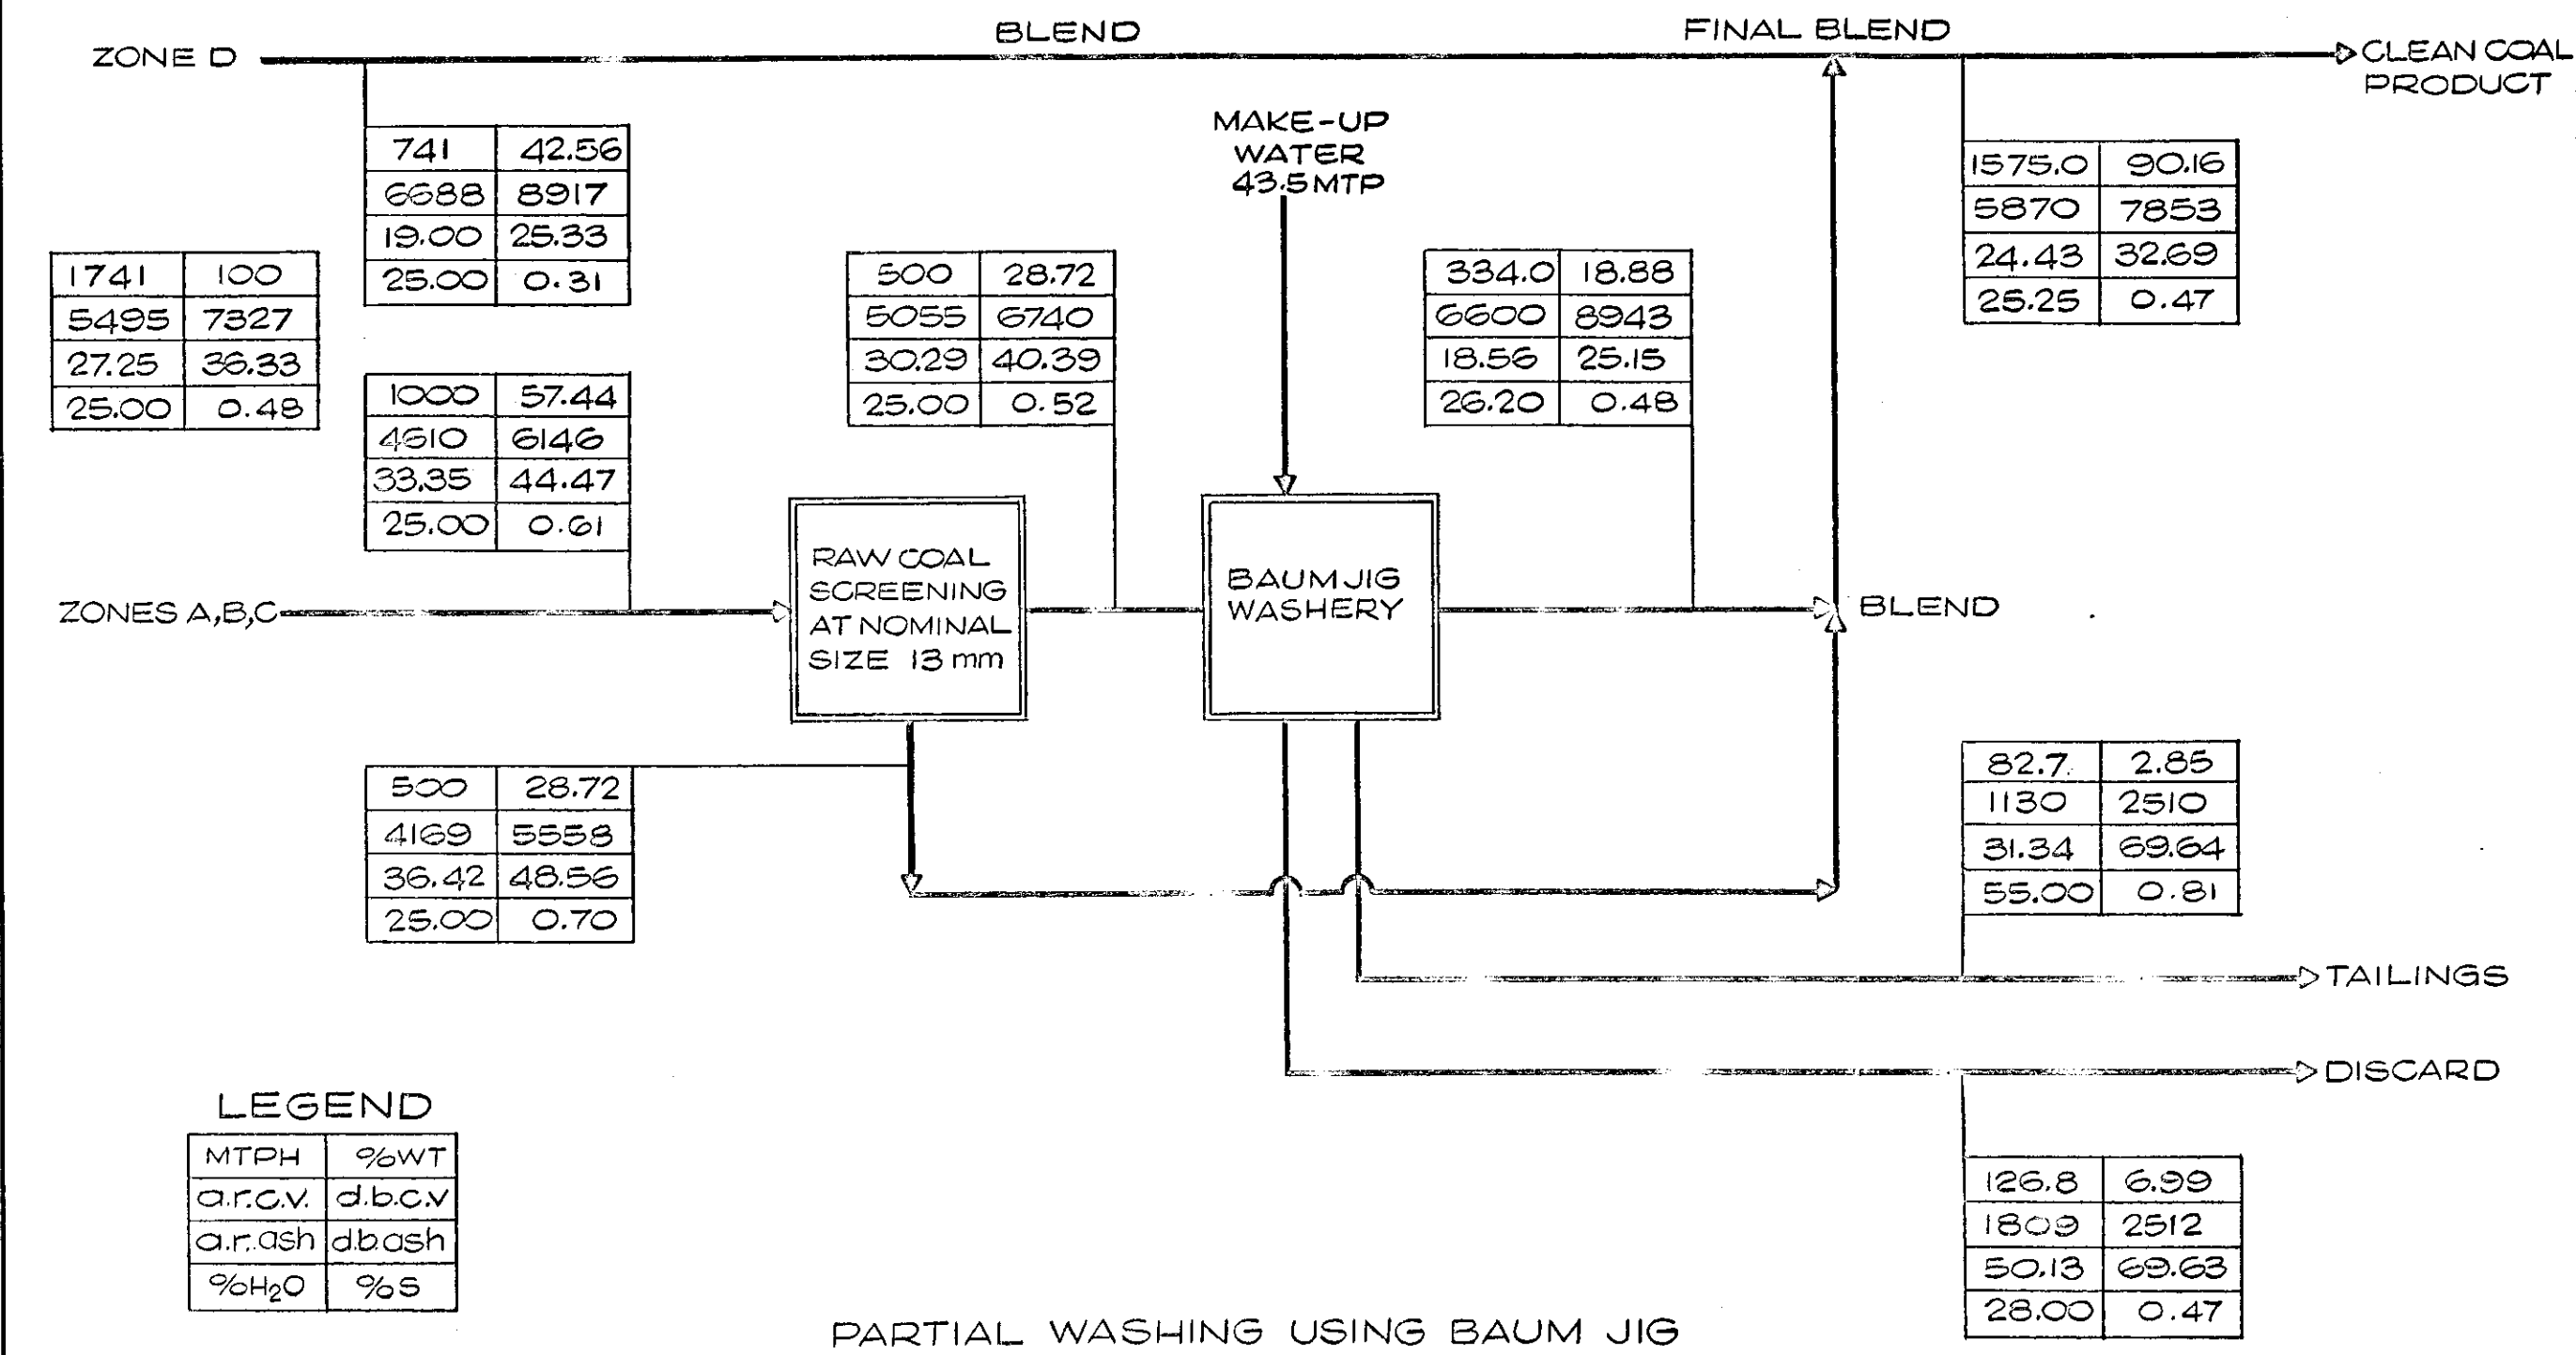 BLEND
FINAL BLEND
ZONE D
CLEAN COAL
PRODUCT
MAKE-UP
WATER
43.5 MTP
741 42.56
6688 8917
19.00 25.33
25.00 0.31
1575.0 90.16
5870 7853
24.43 32.69
25.25 0.47
1741 100
5495 7327
27.25 36.33
25.00 0.48
500 28.72
5055 6740
30.29 40.39
25.00 0.52
334.0 18.88
6600 8943
18.56 25.15
26.20 0.48
1000 57.44
4610 6146
33.35 44.47
25.00 0.61
ZONES A,B,C
RAW COAL
SCREENING
AT NOMINAL
SIZE 13 mm
BAUM JIG
WASHERY
BLEND
500 28.72
4169 5558
36.42 48.56
25.00 0.70
82.7 2.85
1130 2510
31.34 69.64
55.00 0.81
TAILINGS
DISCARD
LEGEND
MTPH %WT
a.r.c.v. d.b.c.v
a.r.ash d.b.ash
%H₂O %S
126.8 6.99
1809 2512
50.13 69.63
28.00 0.47
PARTIAL WASHING USING BAUM JIG